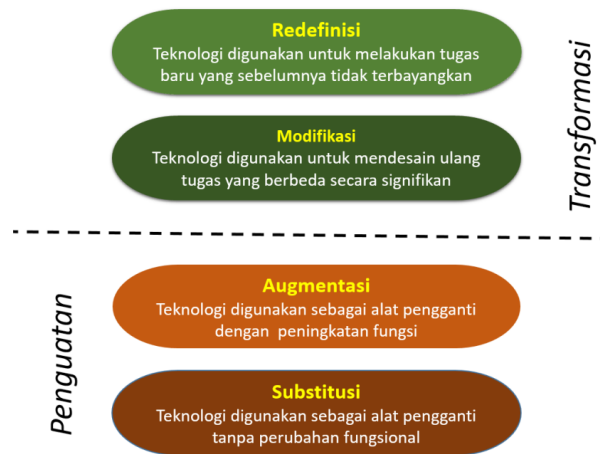 Redefinisi
Teknologi digunakan untuk melakukan tugas
baru yang sebelumnya tidak terbayangkan
Modifikasi
Teknologi digunakan untuk mendesain ulang
tugas yang berbeda secara signifikan
Transformasi
Augmentasi
Teknologi digunakan sebagai alat pengganti
dengan peningkatan fungsi
Substitusi
Teknologi digunakan sebagai alat pengganti
tanpa perubahan fungsional
Penguatan